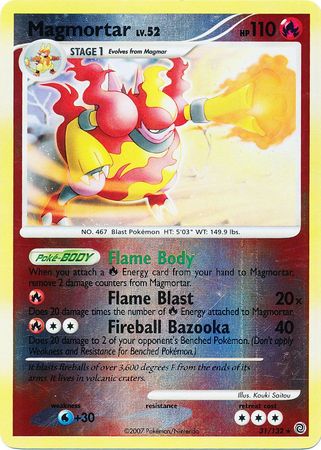 Magmortar LV.52 HP 110
STAGE 1 Evolves from Magmar
NO. 467 Blast Pokémon HT: 5'03" WT: 149.9 lbs.
Poké-BODY Flame Body
When you attach a Energy card from your hand to Magmortar,
remove 2 damage counters from Magmortar.
Flame Blast 20x
Does 20 damage times the number of Energy attached to Magmortar.
Fireball Bazooka 40
Does 20 damage to 2 of your opponent's Benched Pokémon. (Don't apply
Weakness and Resistance for Benched Pokémon.)
It blasts fireballs of over 3,600 degrees F from the ends of its
arms. It lives in volcanic craters.
Illus. Kouki Saitou
weakness resistance retreat cost
+30
©2007 Pokémon/Nintendo 31/132 ★